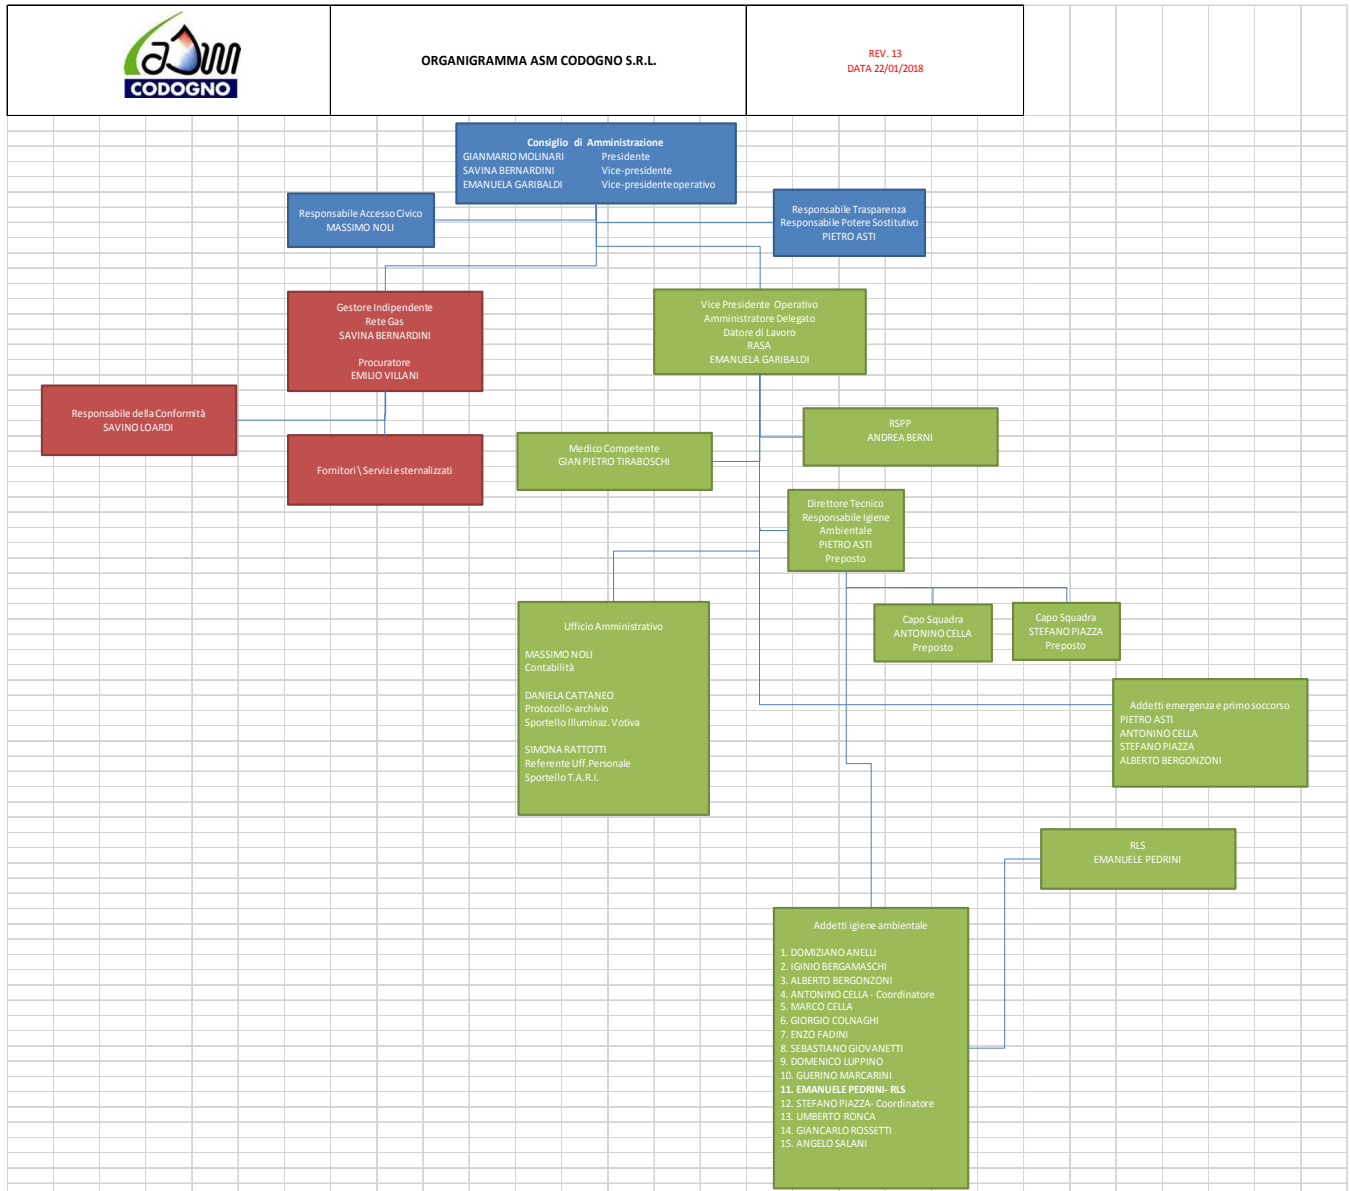 asm
CODOGNO
ORGANIGRAMMA ASM CODOGNO S.R.L.
REV. 13
DATA 22/01/2018
Consiglio di Amministrazione
GIANMARIO MOLINARI Presidente
SAVINA BERNARDINI Vice-presidente
EMANUELA GARIBALDI Vice-presidente operativo
Responsabile Accesso Civico
MASSIMO NOLI
Responsabile Trasparenza
Responsabile Potere Sostitutivo
PIETRO ASTI
Gestore Indipendente
Rete Gas
SAVINA BERNARDINI
Procuratore
EMILIO VILLANI
Vice Presidente Operativo
Amministratore Delegato
Datore di Lavoro
RASA
EMANUELA GARIBALDI
Responsabile della Conformità
SAVINO LOARDI
Fornitori \ Servizi esternalizzati
RSPP
ANDREA BERNI
Medico Competente
GIAN PIETRO TIRABOSCHI
Direttore Tecnico
Responsabile Igiene
Ambientale
PIETRO ASTI
Preposto
Ufficio Amministrativo
MASSIMO NOLI
Contabilità
DANIELA CATTANEO
Protocollo-archivio
Sportello Illuminaz. Votiva
SIMONA RATTOTTI
Referente Uff.Personale
Sportello T.A.R.I.
Capo Squadra
ANTONINO CELLA
Preposto
Capo Squadra
STEFANO PIAZZA
Preposto
Addetti emergenza e primo soccorso
PIETRO ASTI
ANTONINO CELLA
STEFANO PIAZZA
ALBERTO BERGONZONI
RLS
EMANUELE PEDRINI
Addetti igiene ambientale
1. DOMIZIANO ANELLI
2. IGINIO BERGAMASCHI
3. ALBERTO BERGONZONI
4. ANTONINO CELLA - Coordinatore
5. MARCO CELLA
6. GIORGIO COLNAGHI
7. ENZO FADINI
8. SEBASTIANO GIOVANETTI
9. DOMENICO LUPPINO
10. GUERINO MARCARINI
11. EMANUELE PEDRINI- RLS
12. STEFANO PIAZZA- Coordinatore
13. UMBERTO RONCA
14. GIANCARLO ROSSETTI
15. ANGELO SALANI